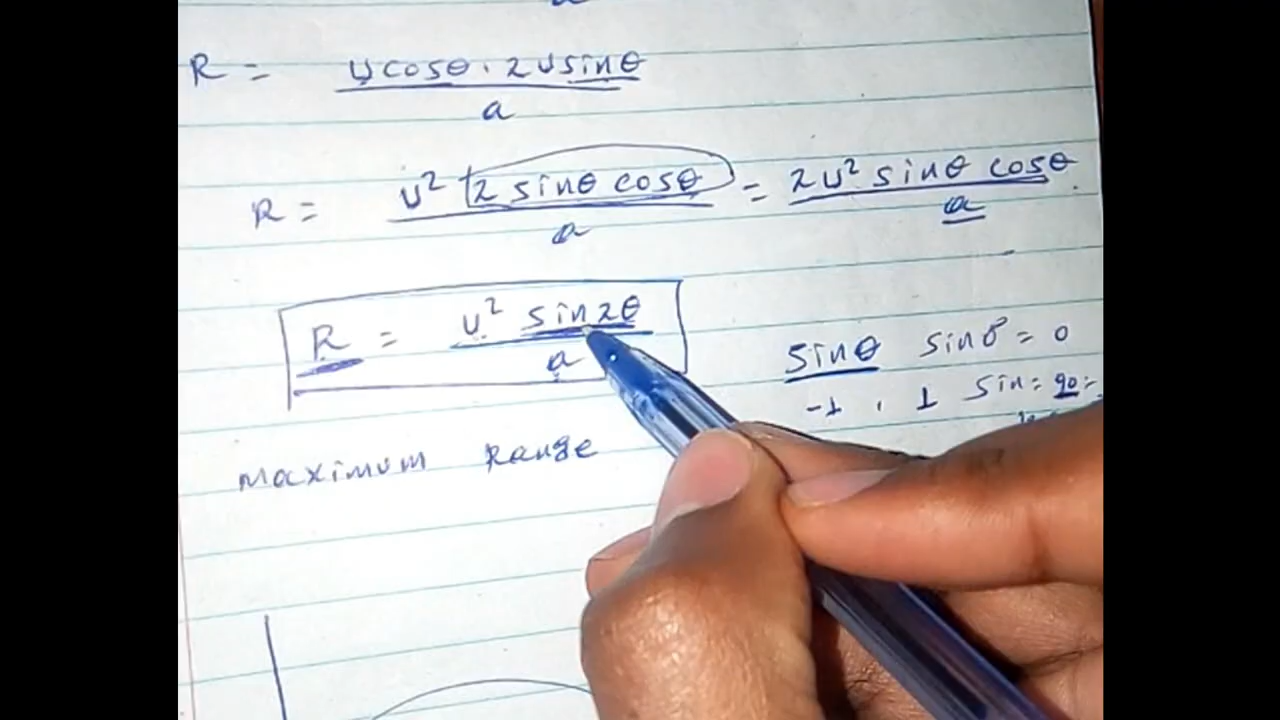 R = ucosθ . 2usinθ
a
R = u² 2 sinθ cosθ = 2u² sinθ cosθ
a a
R = u² sin2θ
a
sinθ sin0° = 0
-1 , 1 sin = 90 =
maximum Range